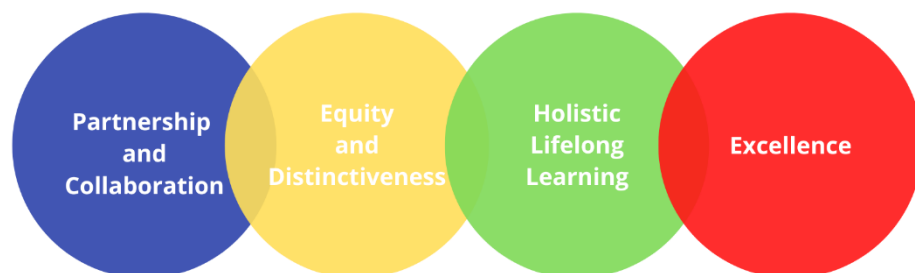 Partnership
and
Collaboration
Equity
and
Distinctiveness
Holistic
Lifelong
Learning
Excellence